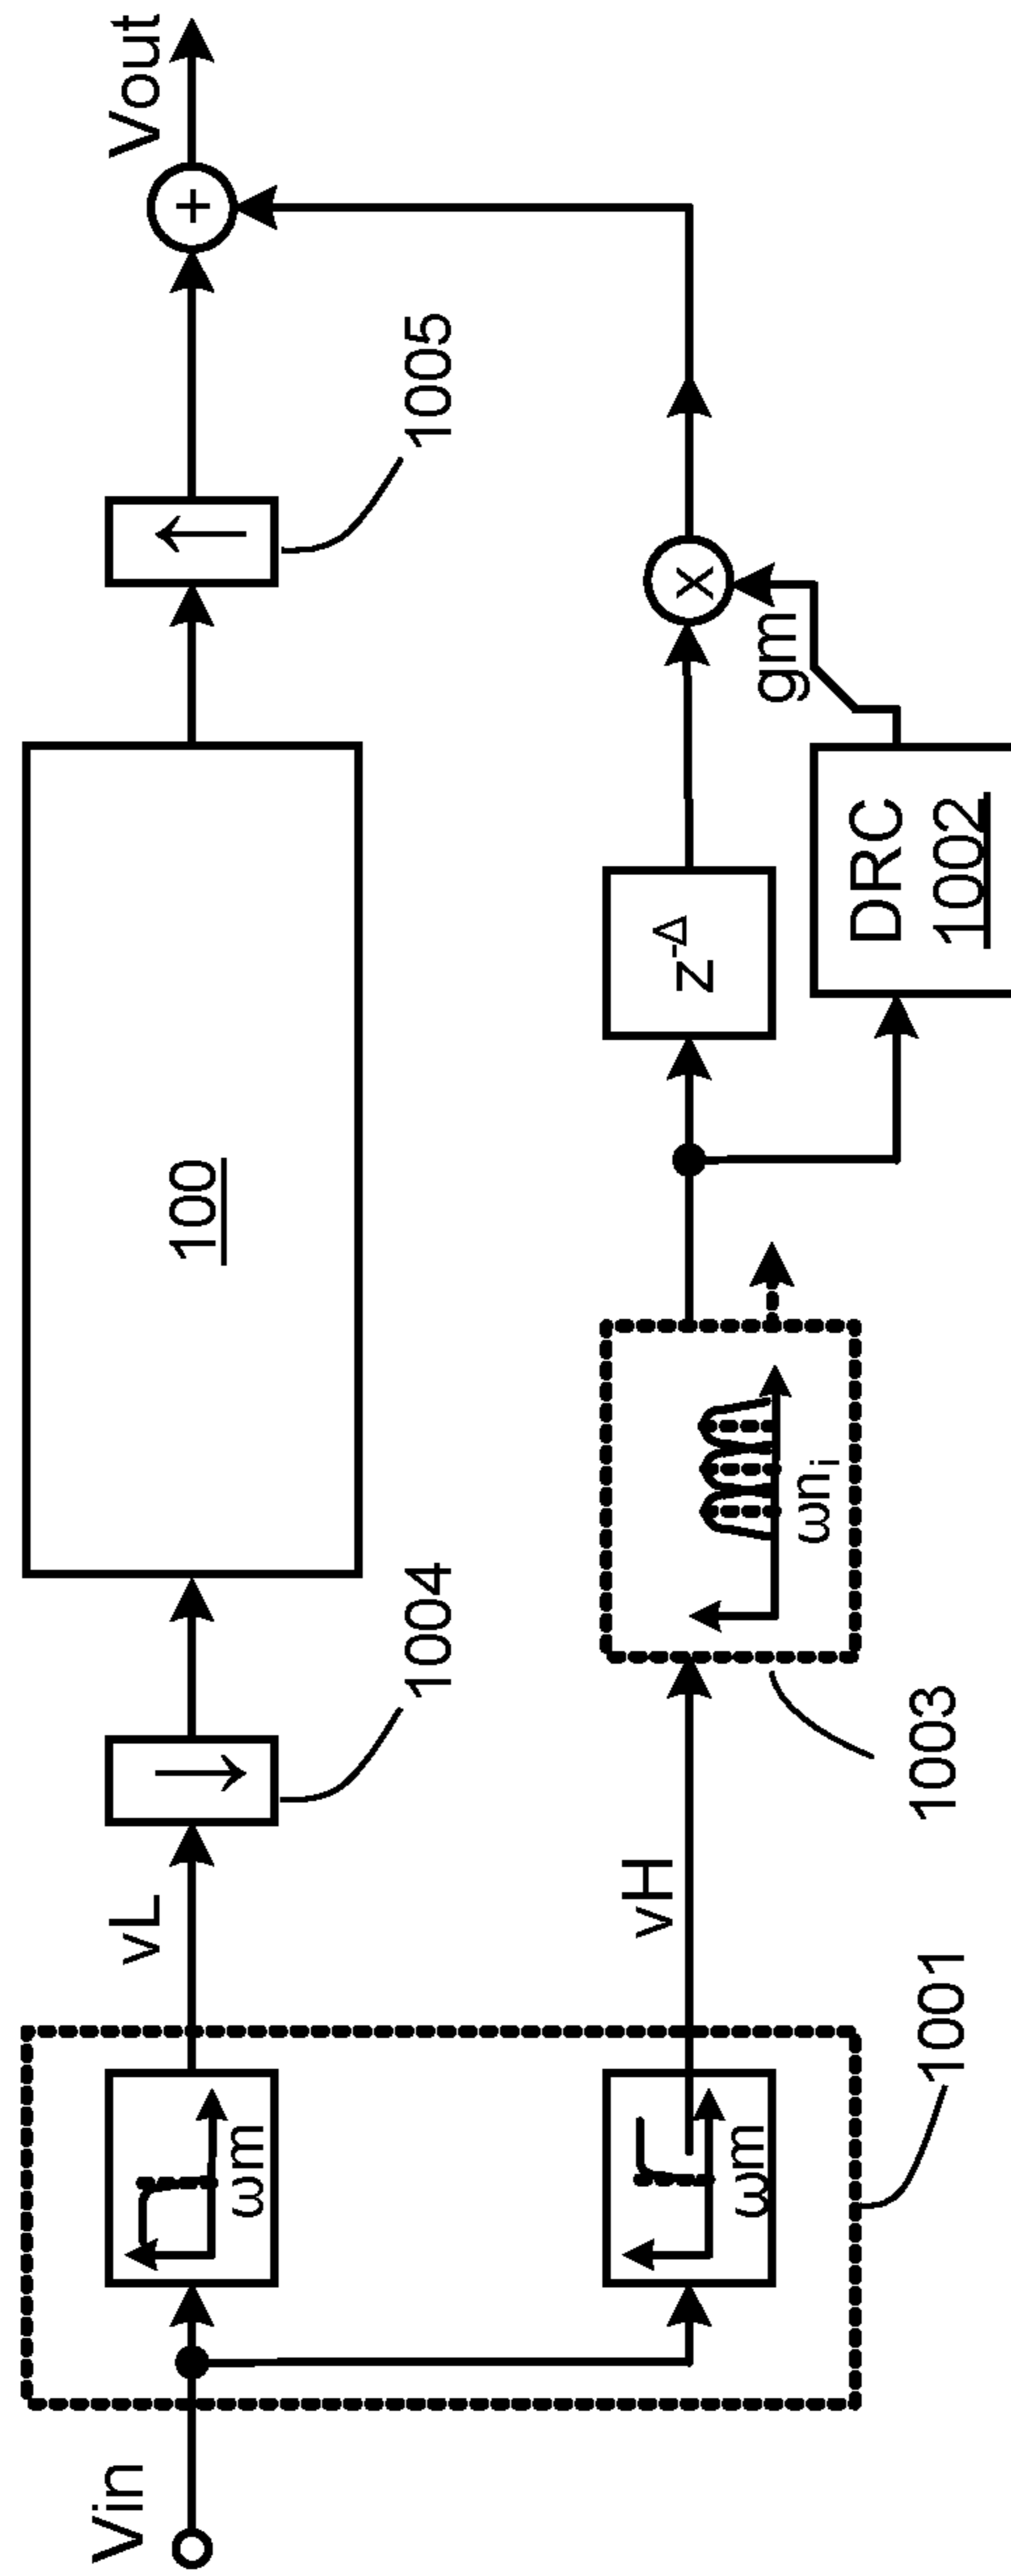 Vin
ωm
vL
1004
100
1005
+
Vout
ωm
1001
vH
1003
ωnᵢ
z^-Δ
DRC
1002
gm
X